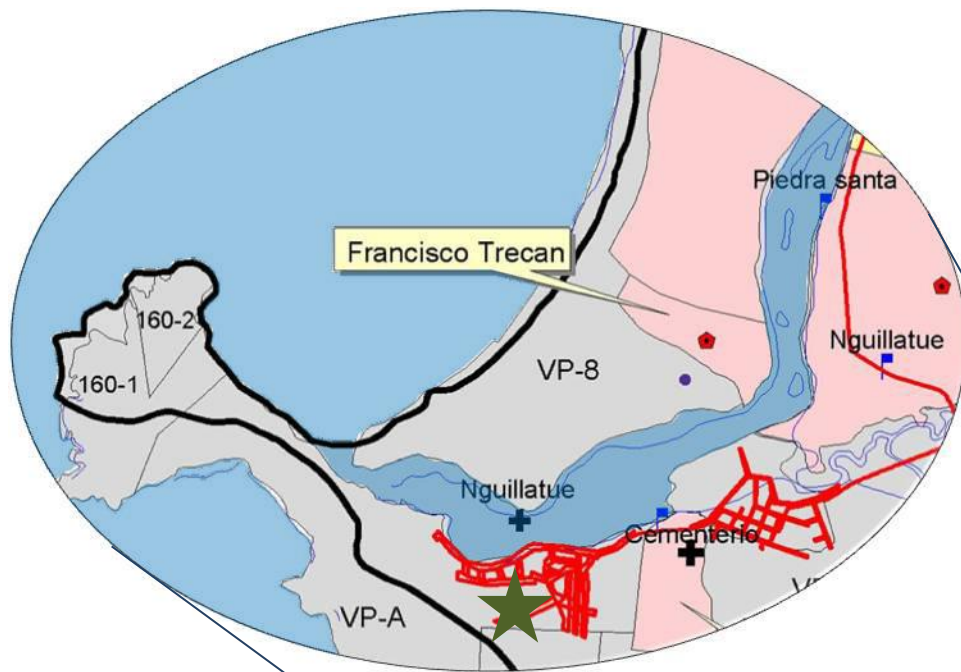 Piedra santa
Francisco Trecan
160-2
Nguillatue
160-1
VP-8
Nguillatue
Cementerio
VP-A